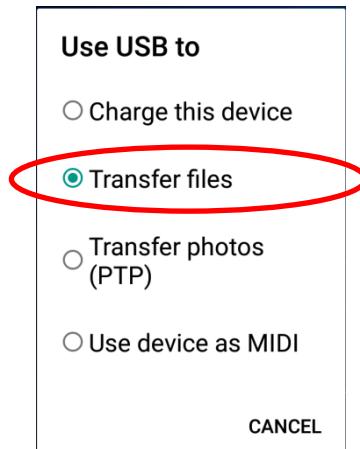 Use USB to
Charge this device
Transfer files
Transfer photos
(PTP)
Use device as MIDI
CANCEL